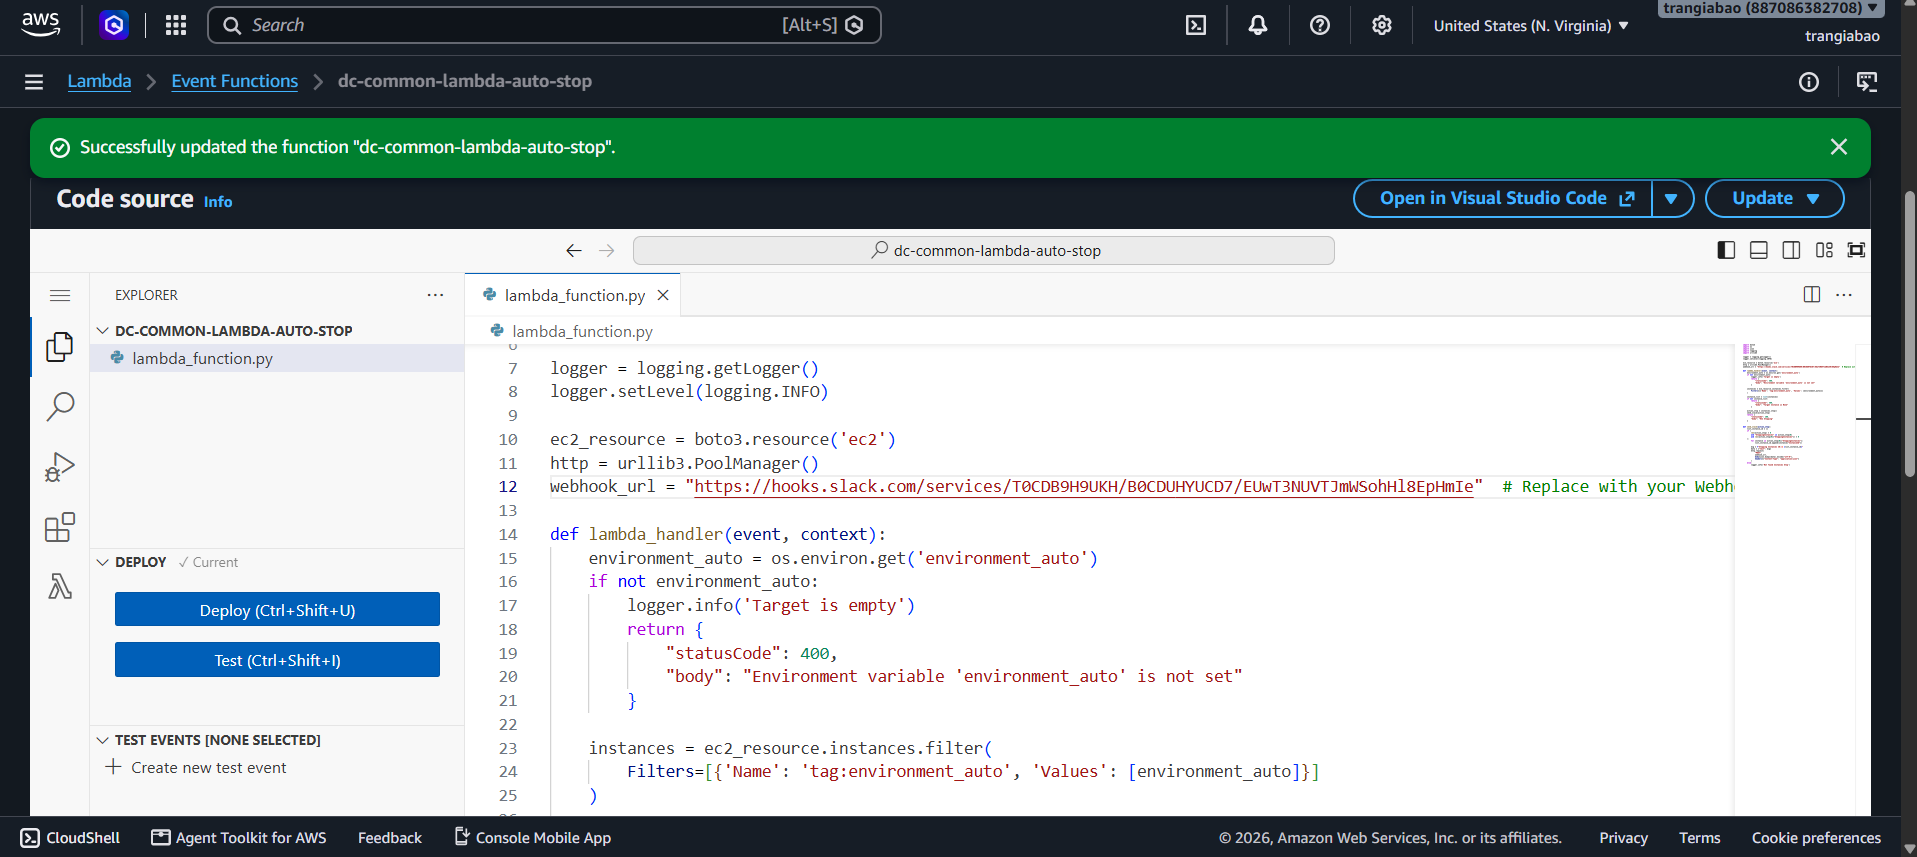 aws
Search
[Alt+S]
United States (N. Virginia) ▼
trangiabao (887086382708) ▼
trangiabao
Lambda > Event Functions > dc-common-lambda-auto-stop
Successfully updated the function "dc-common-lambda-auto-stop".
Code source Info
Open in Visual Studio Code
Update ▼
dc-common-lambda-auto-stop
EXPLORER
DC-COMMON-LAMBDA-AUTO-STOP
lambda_function.py
DEPLOY ✓ Current
Deploy (Ctrl+Shift+U)
Test (Ctrl+Shift+I)
TEST EVENTS [NONE SELECTED]
+ Create new test event
lambda_function.py
lambda_function.py
6
7 logger = logging.getLogger()
8 logger.setLevel(logging.INFO)
9
10 ec2_resource = boto3.resource('ec2')
11 http = urllib3.PoolManager()
12 webhook_url = "https://hooks.slack.com/services/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" # Replace with your Webh
13
14 def lambda_handler(event, context):
15 environment_auto = os.environ.get('environment_auto')
16 if not environment_auto:
17 logger.info('Target is empty')
18 return {
19 "statusCode": 400,
20 "body": "Environment variable 'environment_auto' is not set"
21 }
22
23 instances = ec2_resource.instances.filter(
24 Filters=[{'Name': 'tag:environment_auto', 'Values': [environment_auto]}]
25 )
CloudShell
Agent Toolkit for AWS
Feedback
Console Mobile App
© 2026, Amazon Web Services, Inc. or its affiliates.
Privacy
Terms
Cookie preferences